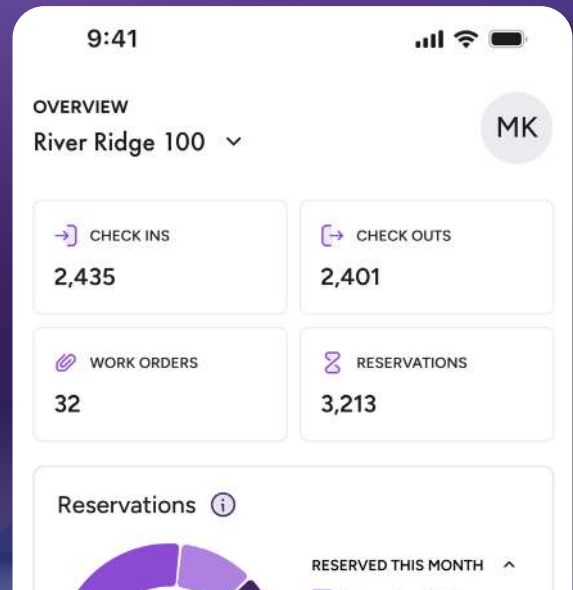 9:41
OVERVIEW
River Ridge 100
MK
CHECK INS
2,435
CHECK OUTS
2,401
WORK ORDERS
32
RESERVATIONS
3,213
Reservations
RESERVED THIS MONTH